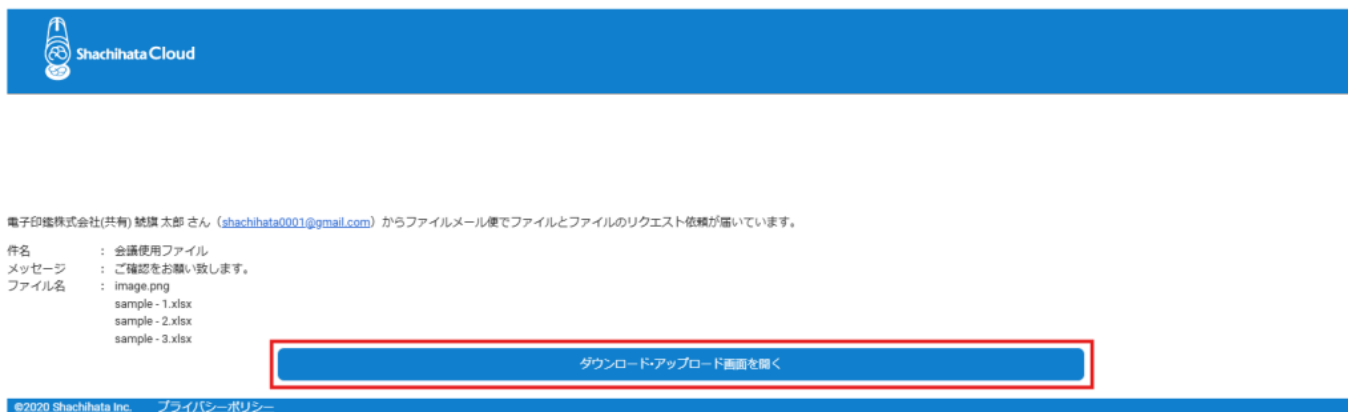 Shachihata Cloud
電子印鑑株式会社(共有) 鯱旗 太郎 さん（shachihata0001@gmail.com）からファイルメール便でファイルとファイルのリクエスト依頼が届いています。
件名 : 会議使用ファイル
メッセージ : ご確認をお願い致します。
ファイル名 : image.png
sample - 1.xlsx
sample - 2.xlsx
sample - 3.xlsx
ダウンロード・アップロード画面を開く
©2020 Shachihata Inc. プライバシーポリシー